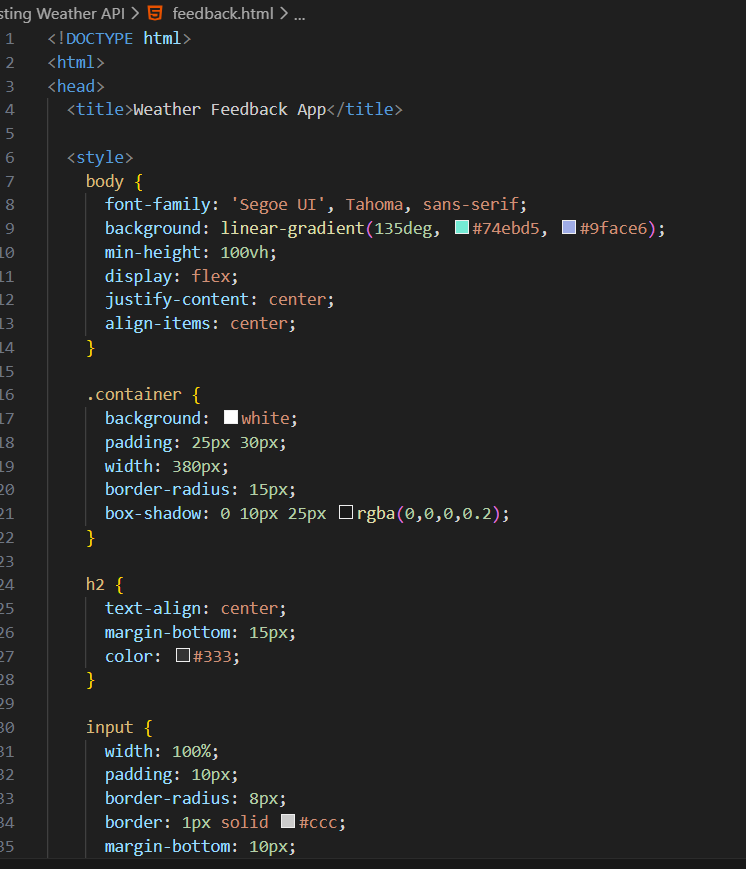 sting Weather API > feedback.html > ...
1 <!DOCTYPE html>
2 <html>
3 <head>
4 <title>Weather Feedback App</title>
5
6 <style>
7 body {
8 font-family: 'Segoe UI', Tahoma, sans-serif;
9 background: linear-gradient(135deg, #74ebd5, #9face6);
10 min-height: 100vh;
11 display: flex;
12 justify-content: center;
13 align-items: center;
14 }
15
16 .container {
17 background: white;
18 padding: 25px 30px;
19 width: 380px;
20 border-radius: 15px;
21 box-shadow: 0 10px 25px rgba(0,0,0,0.2);
22 }
23
24 h2 {
25 text-align: center;
26 margin-bottom: 15px;
27 color: #333;
28 }
29
30 input {
31 width: 100%;
32 padding: 10px;
33 border-radius: 8px;
34 border: 1px solid #ccc;
35 margin-bottom: 10px;